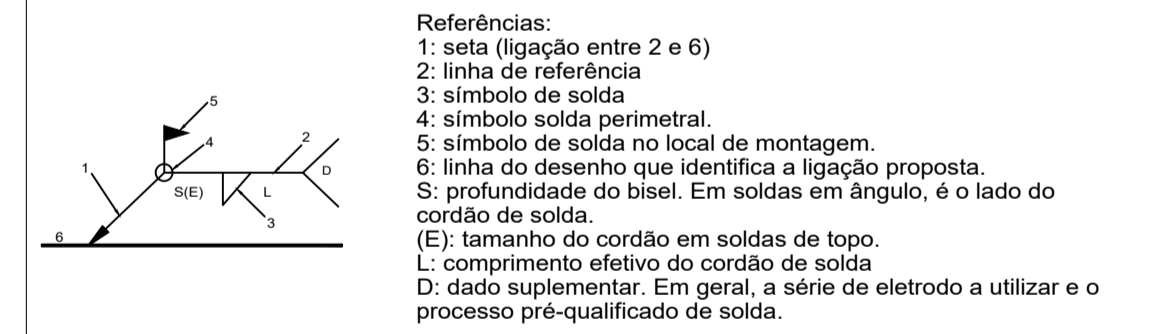 Referências:
1: seta (ligação entre 2 e 6)
2: linha de referência
3: símbolo de solda
4: símbolo solda perimetral.
5: símbolo de solda no local de montagem.
6: linha do desenho que identifica a ligação proposta.
S: profundidade do bisel. Em soldas em ângulo, é o lado do
cordão de solda.
(E): tamanho do cordão em soldas de topo.
L: comprimento efetivo do cordão de solda
D: dado suplementar. Em geral, a série de eletrodo a utilizar e o
processo pré-qualificado de solda.
5
4
2
1
D
S(E)
L
3
6